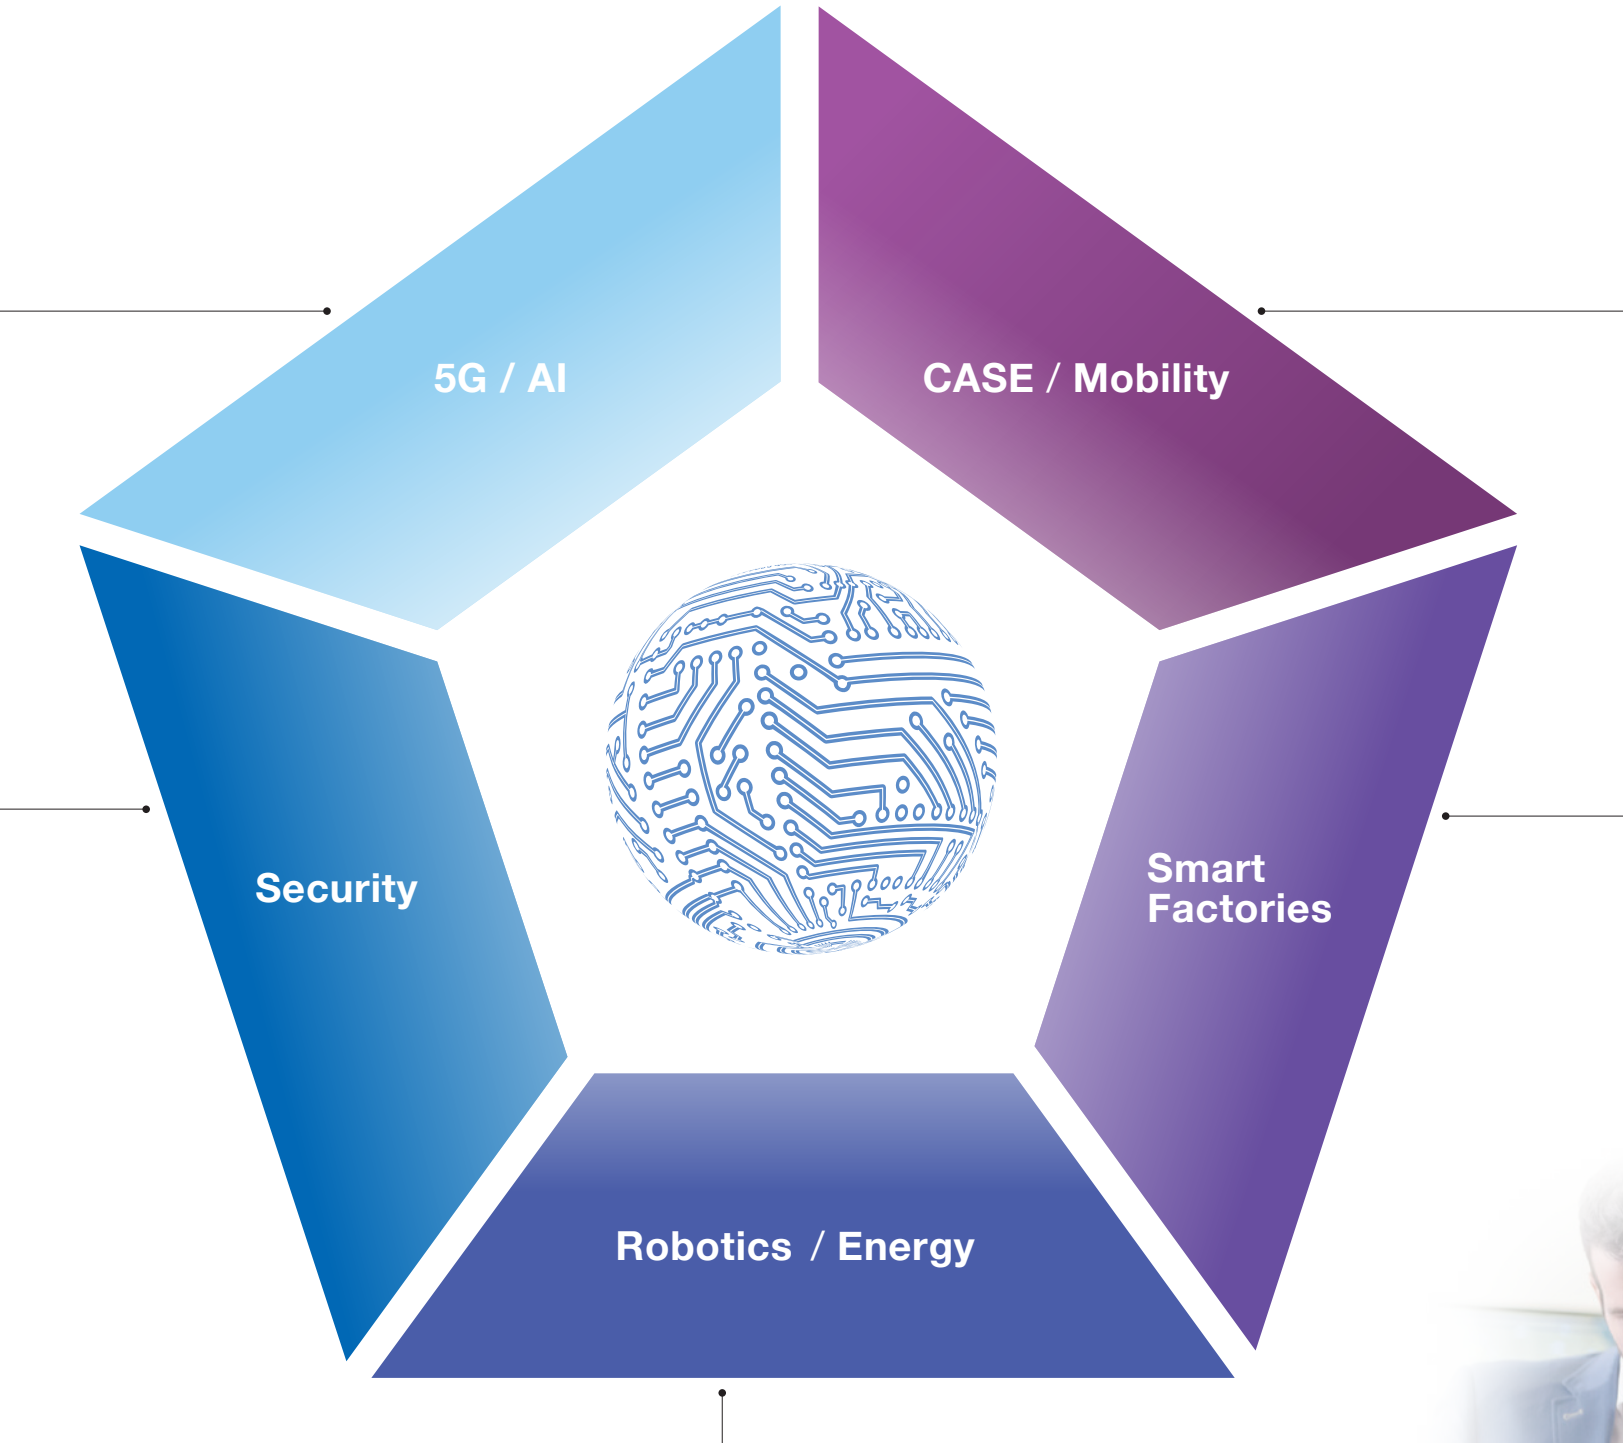 5G / AI
CASE / Mobility
Security
Smart
Factories
Robotics / Energy